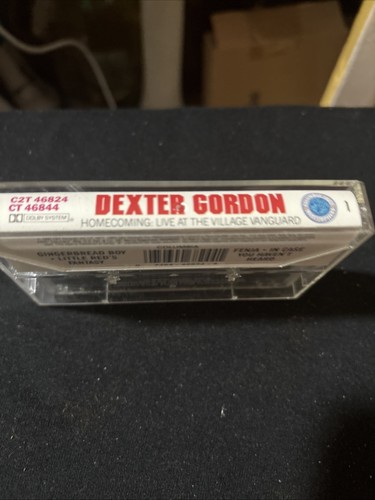 C2T 46824
CT 46844
DOLBY SYSTEM
DEXTER GORDON
HOMECOMING: LIVE AT THE VILLAGE VANGUARD
1
GINGERBREAD BOY
• LITTLE RED'S
FANTASY
FENJA • IN CASE
YOU HAVEN'T
HEARD